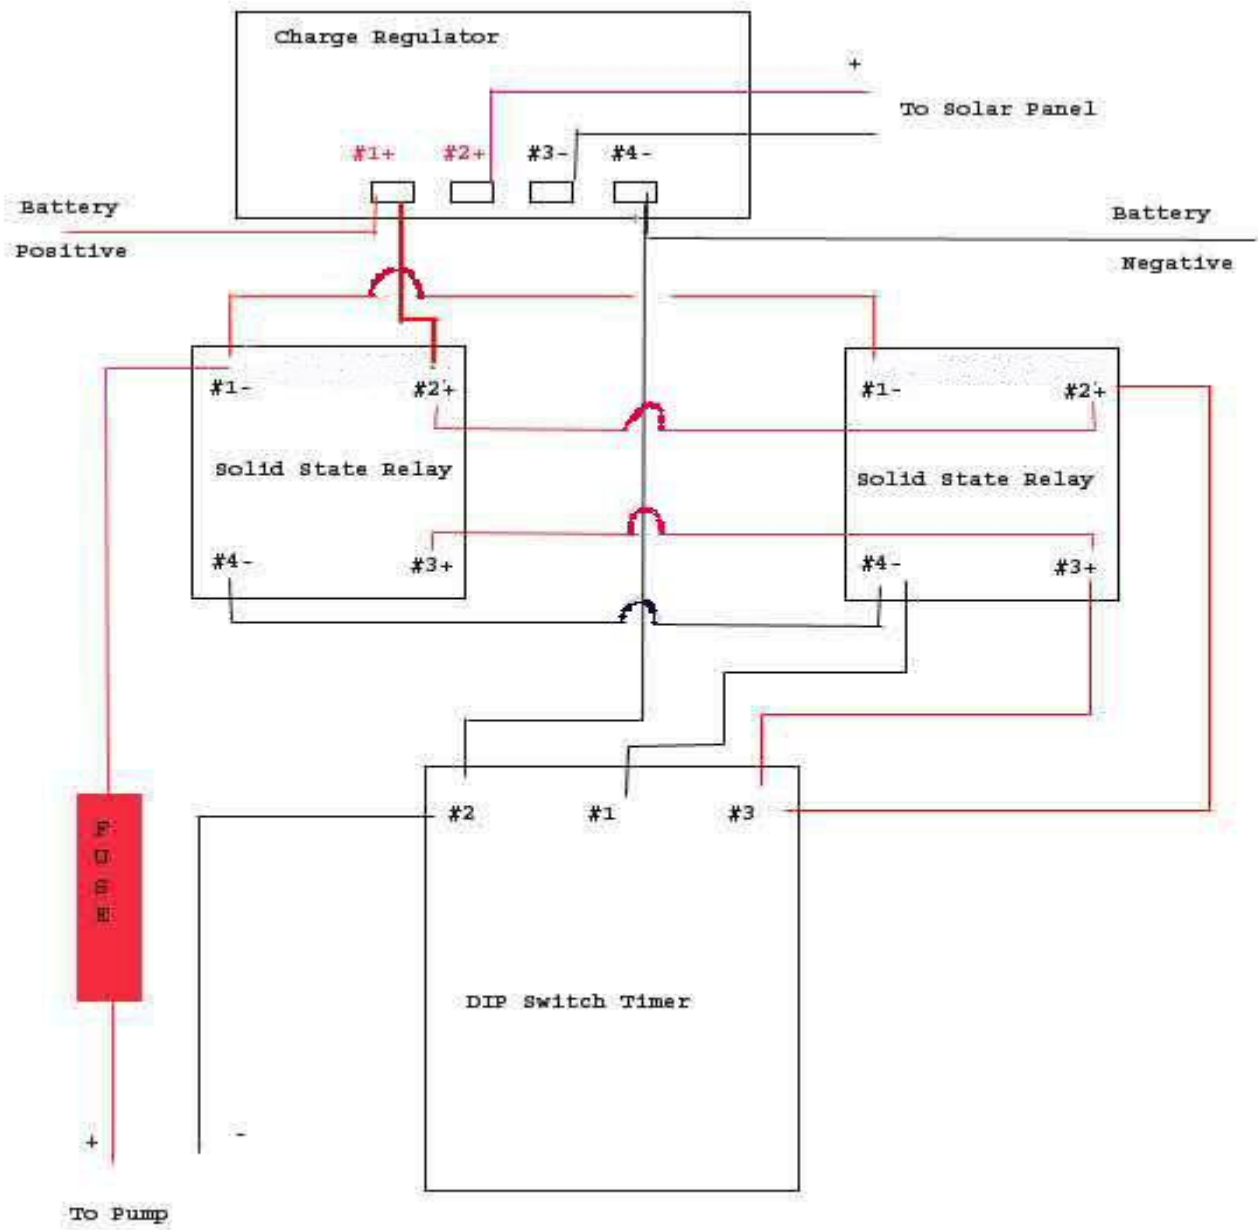 Charge Regulator
+
To Solar Panel
#1+ #2+ #3- #4-
Battery
Positive
Battery
Negative
#1- #2+
Solid State Relay
#4- #3+
#1- #2+
Solid State Relay
#4- #3+
#2 #1 #3
DIP Switch Timer
F
U
S
E
+ -
To Pump